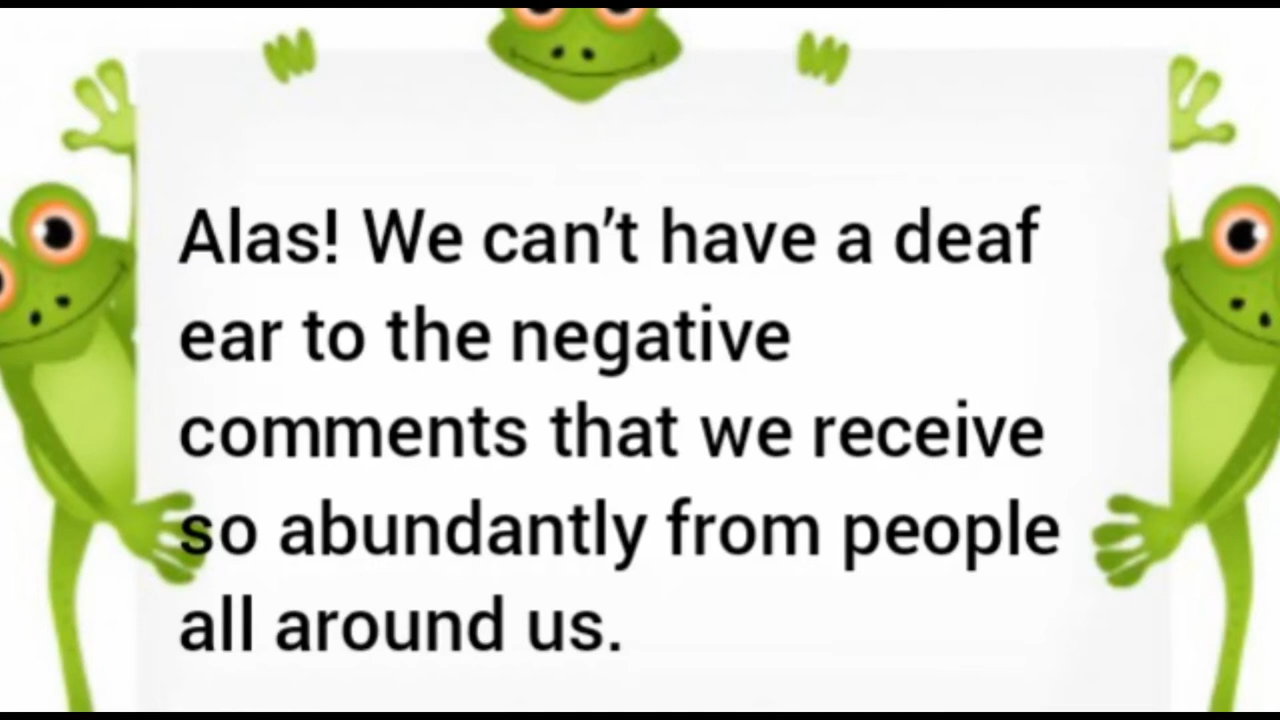 Alas! We can’t have a deaf
ear to the negative
comments that we receive
so abundantly from people
all around us.